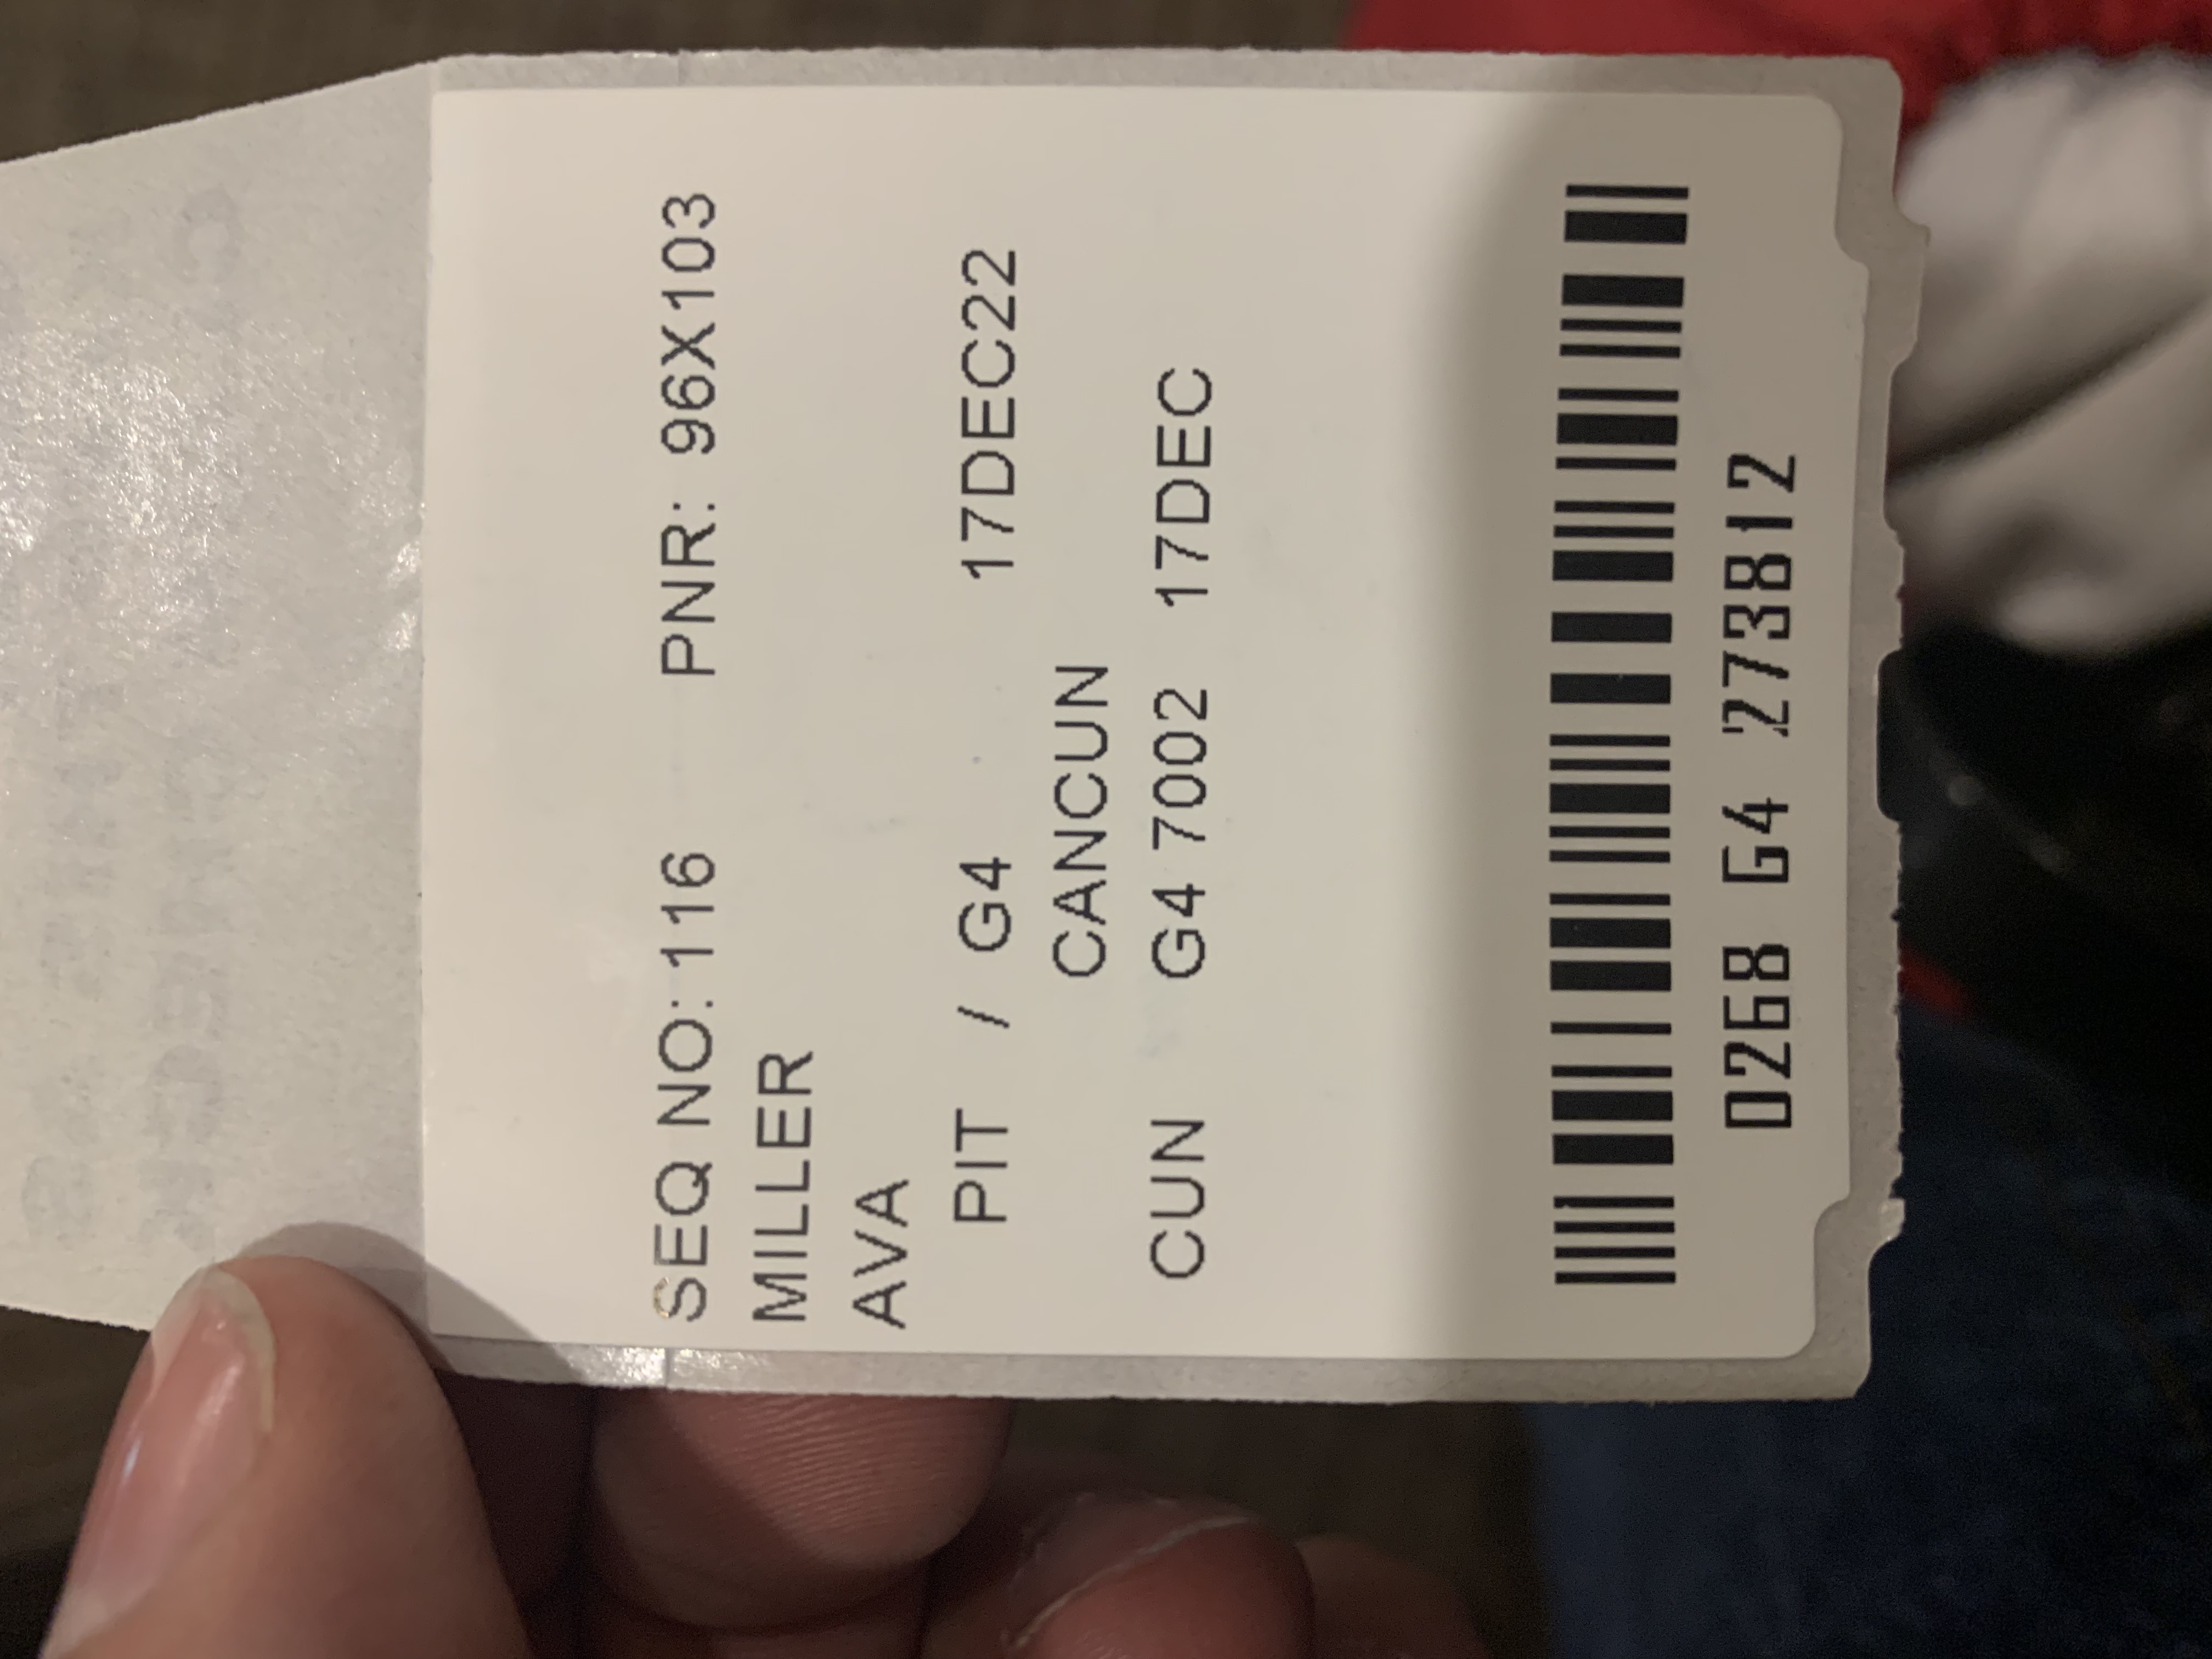 SEQ NO: 116 PNR: 96X103
MILLER
AVA
PIT / G4 17DEC22
CANCUN
CUN G4 7002 17DEC
0268 G4 273812